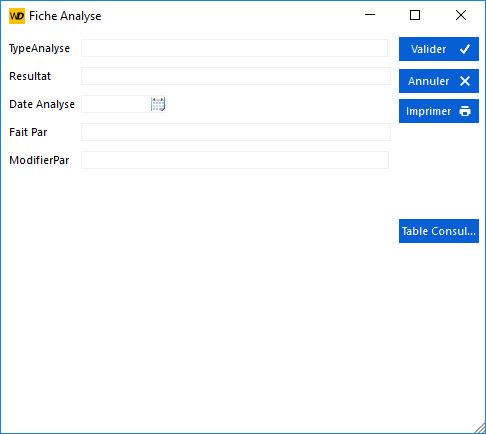 WD Fiche Analyse
TypeAnalyse
Valider
Resultat
Annuler
Date Analyse
Imprimer
Fait Par
ModifierPar
Table Consul...